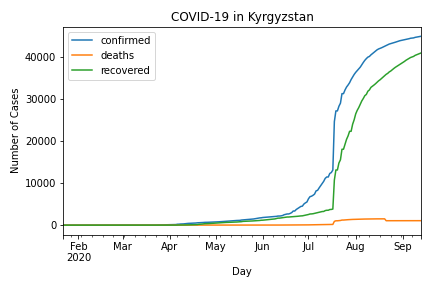 COVID-19 in Kyrgyzstan
confirmed
deaths
recovered
Number of Cases
40000
30000
20000
10000
0
Feb Mar Apr May Jun Jul Aug Sep
2020
Day